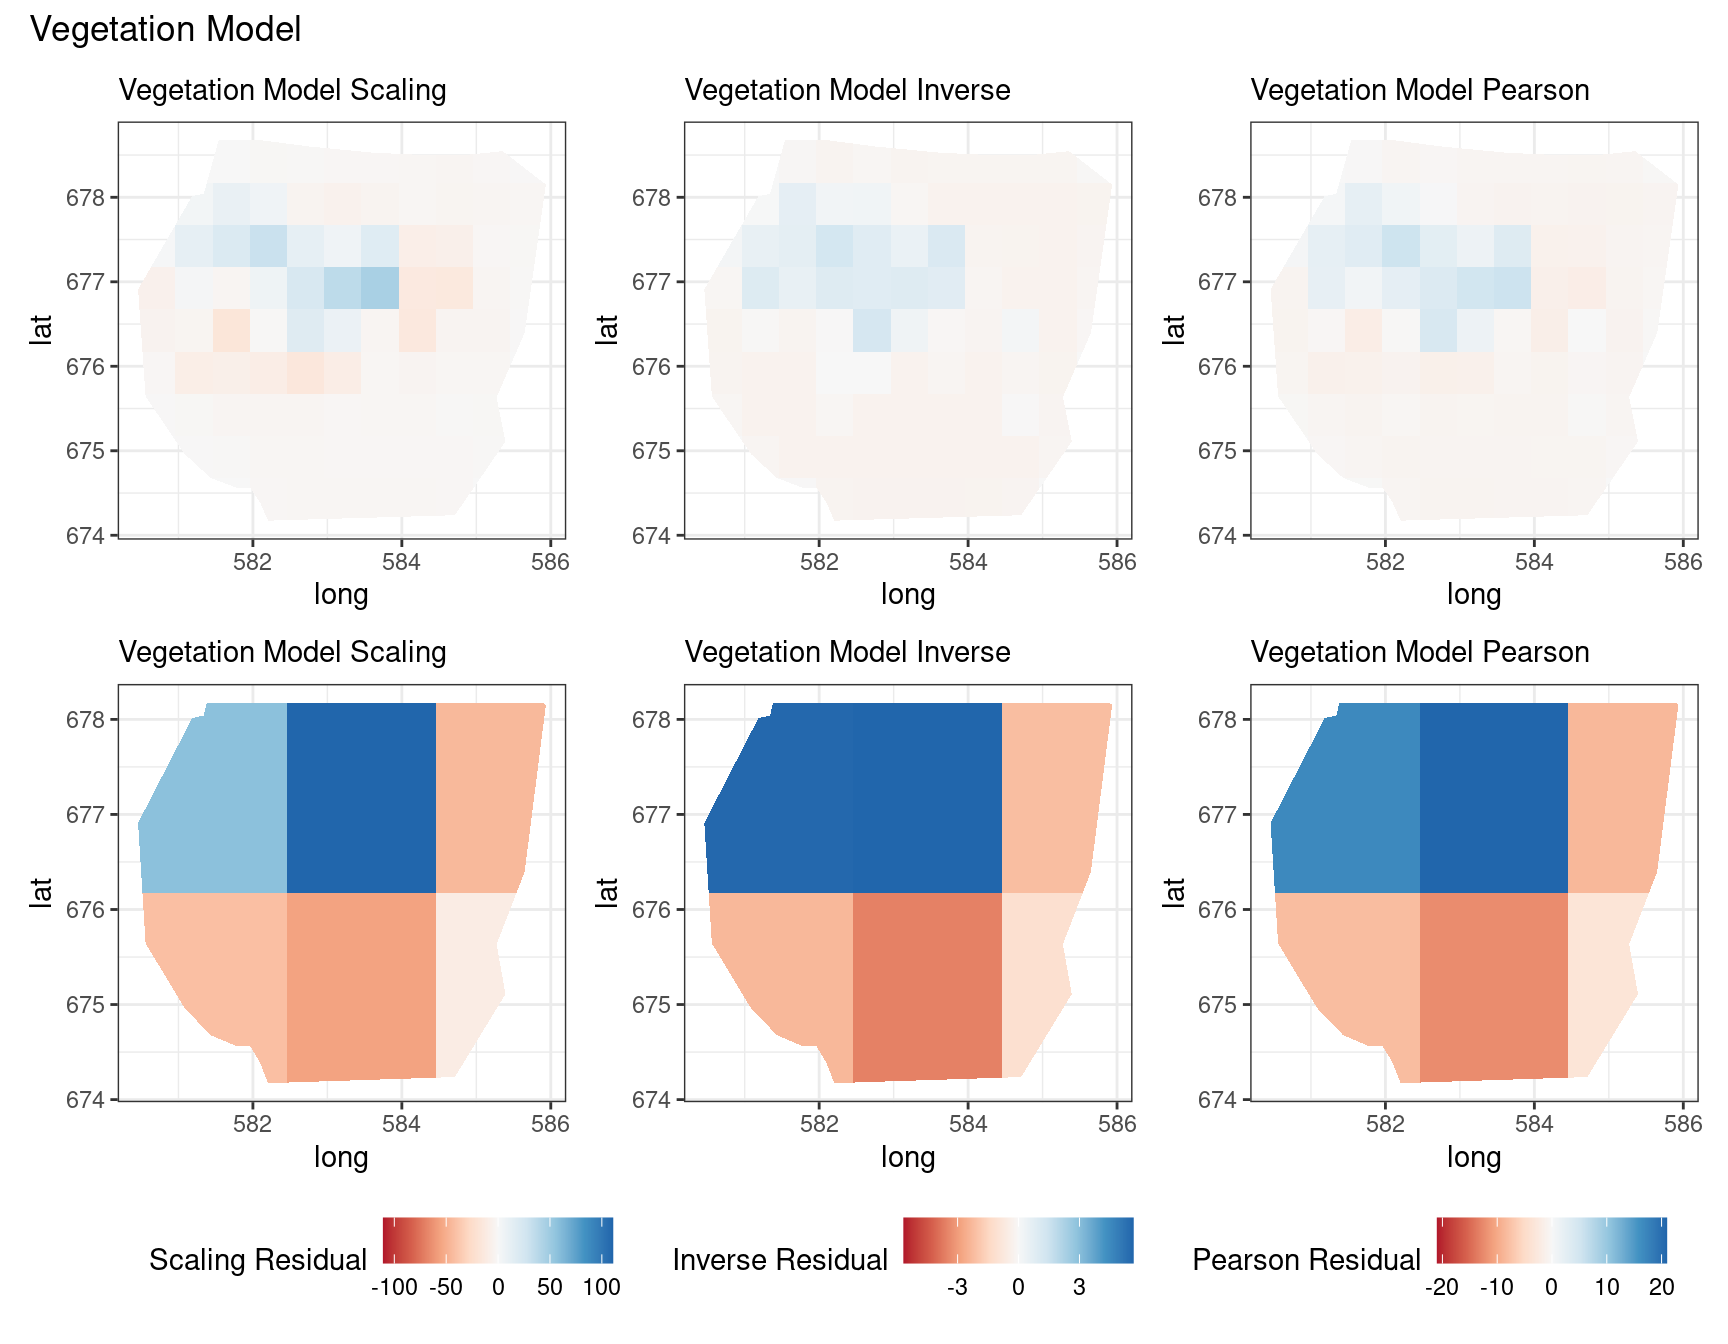 Vegetation Model
Vegetation Model Scaling
Vegetation Model Inverse
Vegetation Model Pearson
lat
678
677
676
675
674
582 584 586
long
lat
678
677
676
675
674
582 584 586
long
lat
678
677
676
675
674
582 584 586
long
Vegetation Model Scaling
Vegetation Model Inverse
Vegetation Model Pearson
lat
678
677
676
675
674
582 584 586
long
lat
678
677
676
675
674
582 584 586
long
lat
678
677
676
675
674
582 584 586
long
Scaling Residual
-100 -50 0 50 100
Inverse Residual
-3 0 3
Pearson Residual
-20 -10 0 10 20